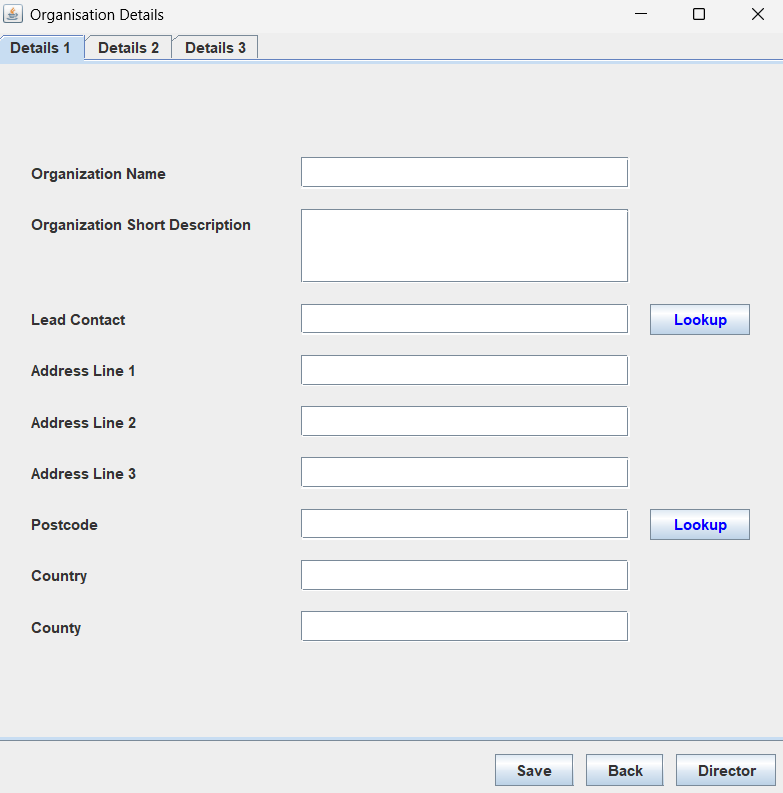 Organisation Details
Details 1 Details 2 Details 3
Organization Name
Organization Short Description
Lead Contact Lookup
Address Line 1
Address Line 2
Address Line 3
Postcode Lookup
Country
County
Save Back Director